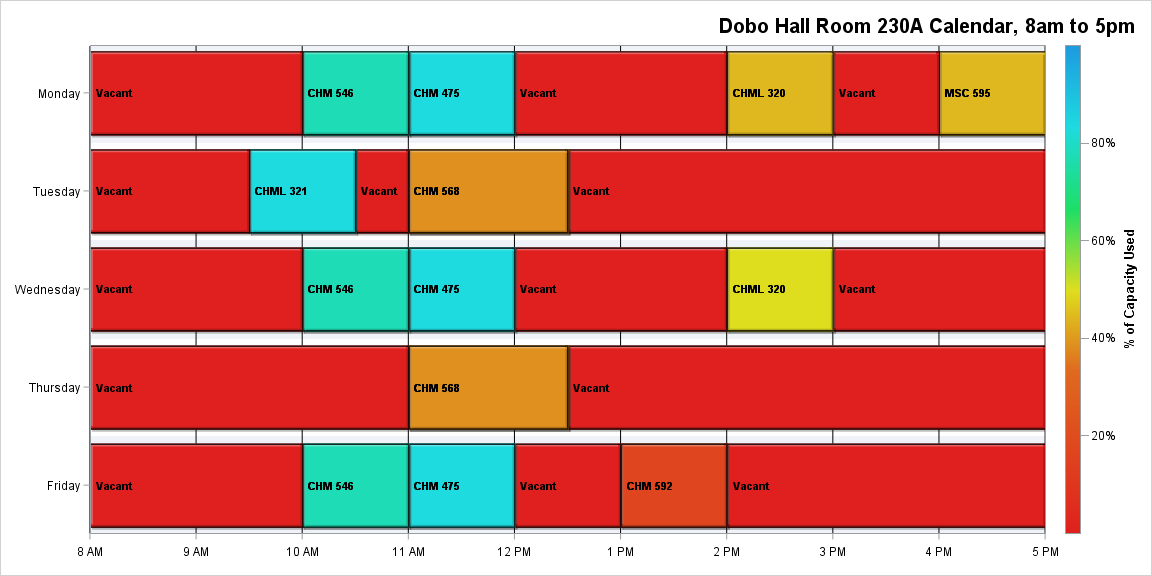 Dobo Hall Room 230A Calendar, 8am to 5pm
Monday
Vacant
CHM 546
CHM 475
Vacant
CHML 320
Vacant
MSC 595
Tuesday
Vacant
CHML 321
Vacant
CHM 568
Vacant
Wednesday
Vacant
CHM 546
CHM 475
Vacant
CHML 320
Vacant
Thursday
Vacant
CHM 568
Vacant
Friday
Vacant
CHM 546
CHM 475
Vacant
CHM 592
Vacant
8 AM
9 AM
10 AM
11 AM
12 PM
1 PM
2 PM
3 PM
4 PM
5 PM
80%
60%
40%
20%
% of Capacity Used